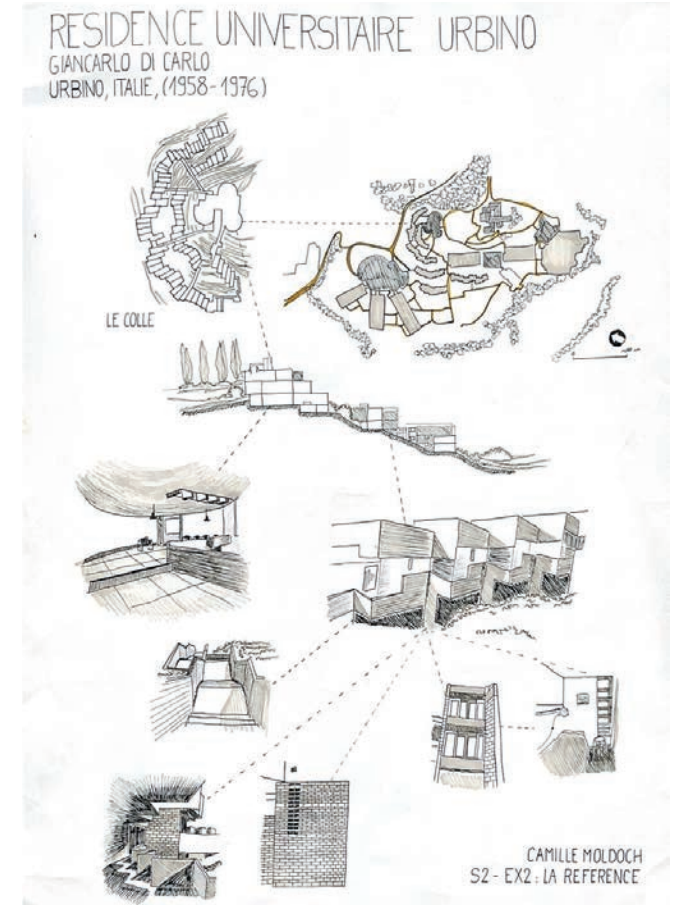 RESIDENCE UNIVERSITAIRE URBINO
GIANCARLO DI CARLO
URBINO, ITALIE, (1958-1976)
LE COLLE
CAMILLE MOLDOCH
S2 - EX2 : LA REFERENCE